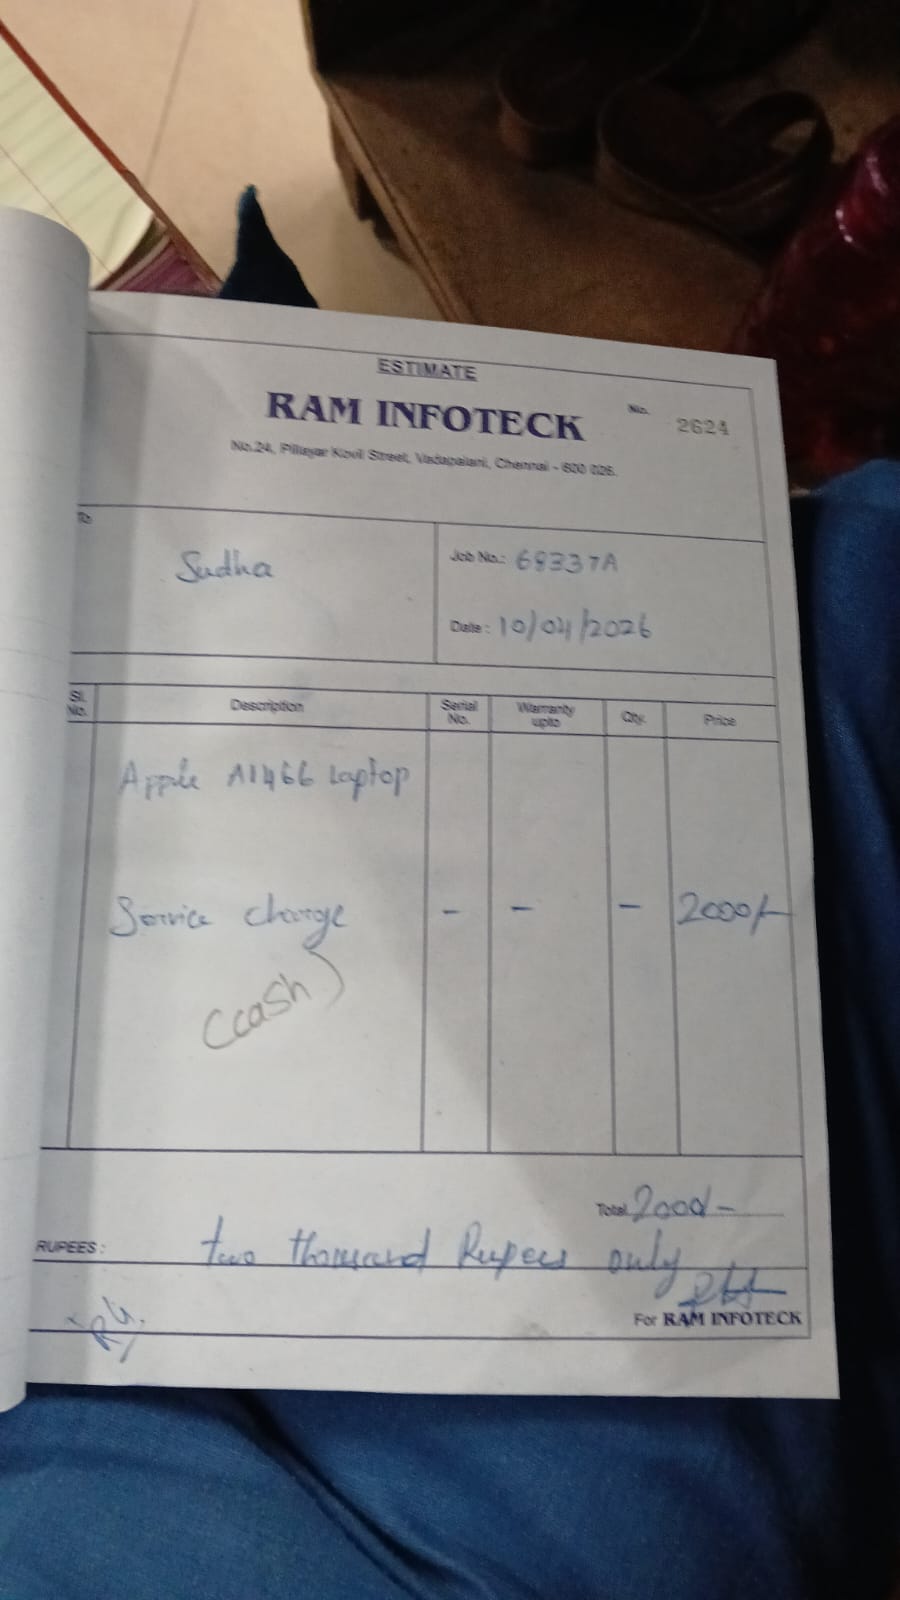 ESTIMATE
RAM INFOTECK
No. 2624
No.24, Pillayar Kovil Street, Vadapalani, Chennai - 600 026.
To
Sudha
Job No.: 68337A
Date : 10/04/2026
Sl. No. Description Serial No. Warranty upto Qty. Price
Apple A1466 Laptop
Service charge - - - 2000/-
(cash)
Total 2000/-
RUPEES : two thousand Rupees only
For RAM INFOTECK